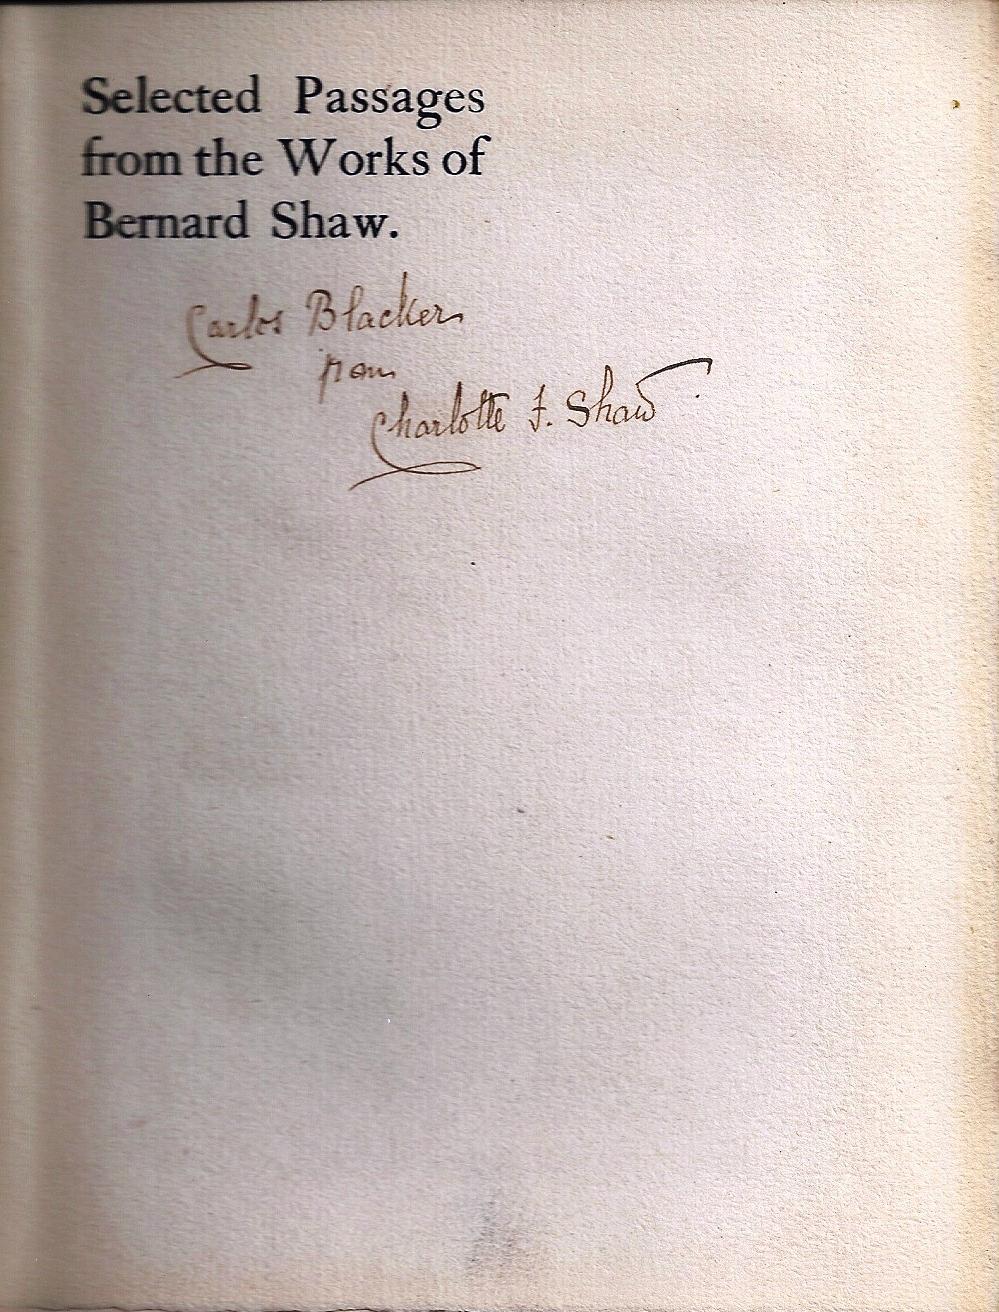 Selected Passages
from the Works of
Bernard Shaw.
Carlos Blacker
from
Charlotte F. Shaw